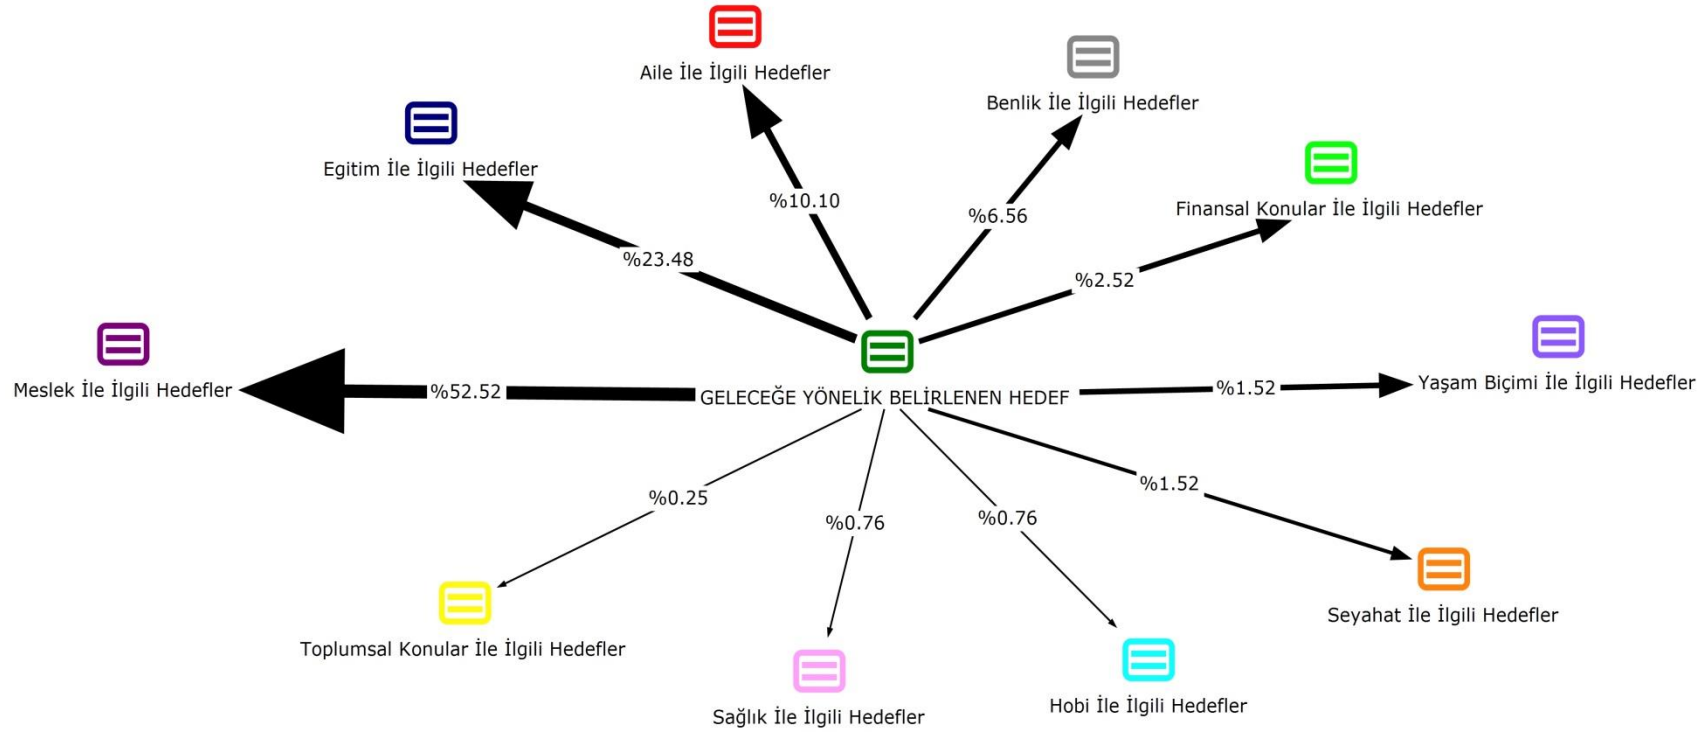 Aile İle İlgili Hedefler
Benlik İle İlgili Hedefler
Egitim İle İlgili Hedefler
Finansal Konular İle İlgili Hedefler
%10.10
%6.56
%23.48
%2.52
Meslek İle İlgili Hedefler
%52.52
GELECEĞE YÖNELİK BELİRLENEN HEDEF
%1.52
Yaşam Biçimi İle İlgili Hedefler
%0.25
%0.76
%0.76
%1.52
Toplumsal Konular İle İlgili Hedefler
Sağlık İle İlgili Hedefler
Hobi İle İlgili Hedefler
Seyahat İle İlgili Hedefler